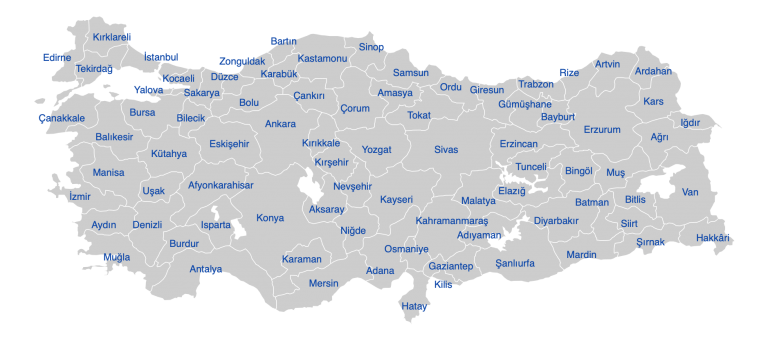 Bartın
Sinop
Kırklareli
Edirne
İstanbul
Zonguldak
Kastamonu
Tekirdağ
Kocaeli
Düzce
Karabük
Samsun
Rize
Artvin
Ardahan
Yalova
Sakarya
Bolu
Çankırı
Amasya
Ordu
Giresun
Trabzon
Çanakkale
Bursa
Bilecik
Ankara
Çorum
Tokat
Gümüşhane
Bayburt
Kars
Iğdır
Balıkesir
Kütahya
Eskişehir
Kırıkkale
Yozgat
Sivas
Erzincan
Erzurum
Ağrı
Manisa
Uşak
Afyonkarahisar
Kırşehir
Nevşehir
Tunceli
Bingöl
Muş
İzmir
Aksaray
Kayseri
Malatya
Elazığ
Batman
Bitlis
Van
Aydın
Denizli
Isparta
Konya
Niğde
Kahramanmaraş
Adıyaman
Diyarbakır
Siirt
Şırnak
Hakkâri
Muğla
Burdur
Antalya
Karaman
Mersin
Adana
Osmaniye
Gaziantep
Şanlıurfa
Mardin
Kilis
Hatay